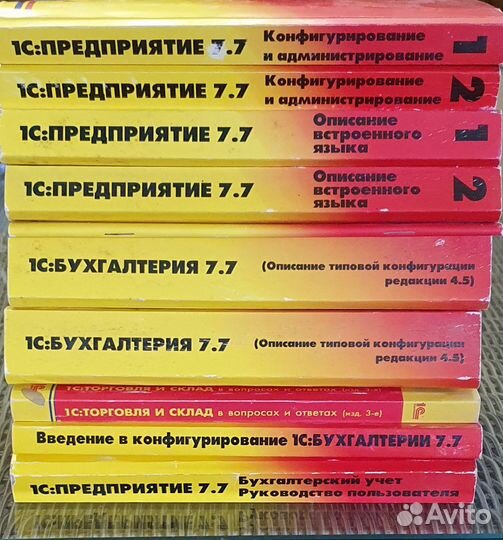 1С:ПРЕДПРИЯТИЕ 7.7 Конфигурирование
и администрирование 1
1С:ПРЕДПРИЯТИЕ 7.7 Конфигурирование
и администрирование 2
1С:ПРЕДПРИЯТИЕ 7.7 Описание
встроенного
языка 1
1С:ПРЕДПРИЯТИЕ 7.7 Описание
встроенного
языка 2
1С:БУХГАЛТЕРИЯ 7.7 (Описание типовой конфигурации
редакции 4.5)
1С:БУХГАЛТЕРИЯ 7.7 (Описание типовой конфигурации
редакции 4.5)
1С:ТОРГОВЛЯ И СКЛАД в вопросах и ответах (изд. 3-е)
1С:ТОРГОВЛЯ И СКЛАД в вопросах и ответах (изд. 3-е) 1С
Введение в конфигурирование 1С:БУХГАЛТЕРИИ 7.7
1С:ПРЕДПРИЯТИЕ 7.7 Бухгалтерский учет
Руководство пользователя
Avito